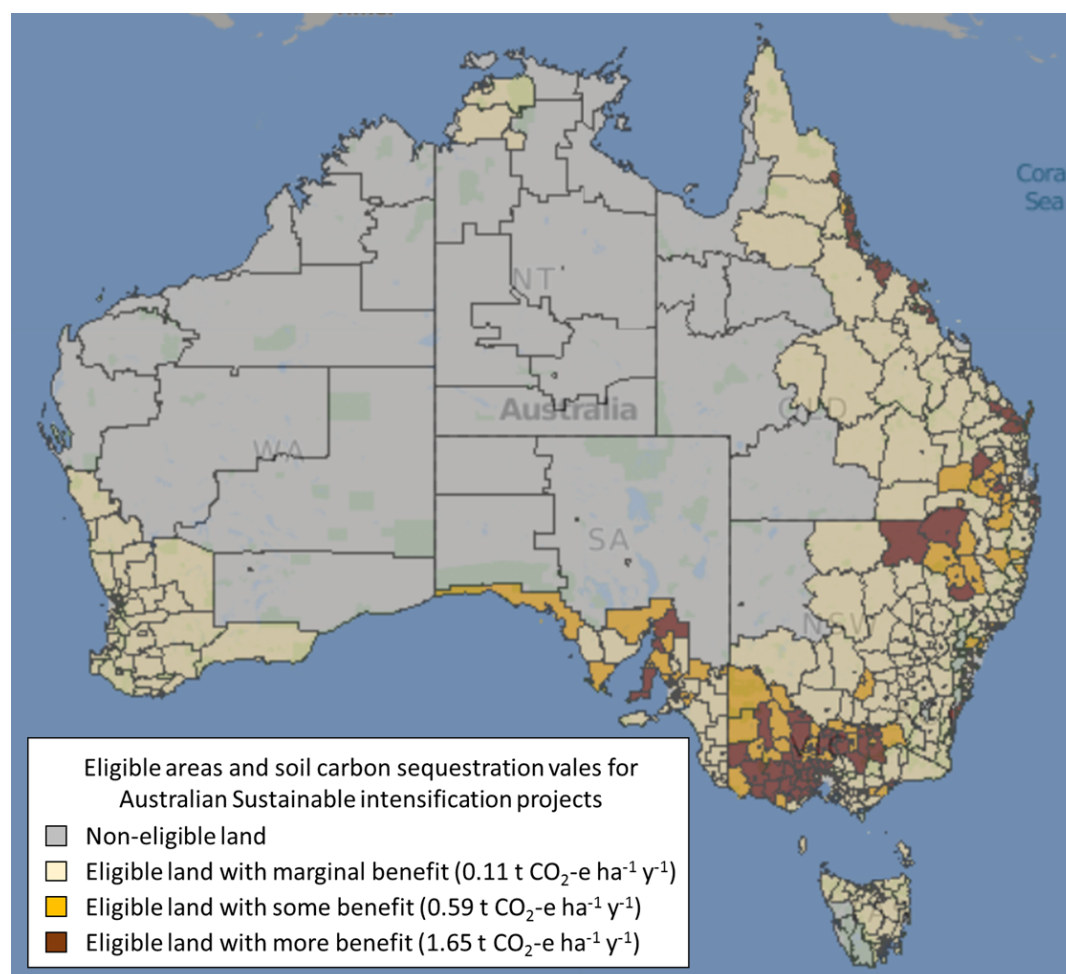 Cora
Sea
NT
Australia
QLD
WA
SA
NSW
VIC
Eligible areas and soil carbon sequestration vales for
Australian Sustainable intensification projects
Non-eligible land
Eligible land with marginal benefit (0.11 t CO₂-e ha⁻¹ y⁻¹)
Eligible land with some benefit (0.59 t CO₂-e ha⁻¹ y⁻¹)
Eligible land with more benefit (1.65 t CO₂-e ha⁻¹ y⁻¹)